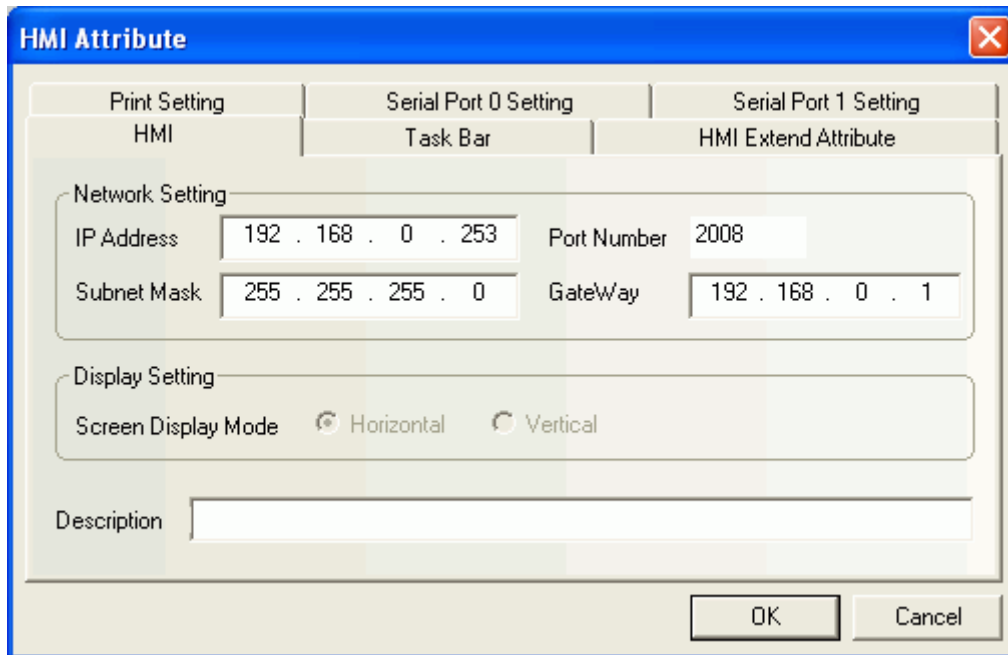 HMI Attribute
Print Setting Serial Port 0 Setting Serial Port 1 Setting
HMI Task Bar HMI Extend Attribute
Network Setting
IP Address 192 . 168 . 0 . 253 Port Number 2008
Subnet Mask 255 . 255 . 255 . 0 GateWay 192 . 168 . 0 . 1
Display Setting
Screen Display Mode Horizontal Vertical
Description
OK Cancel